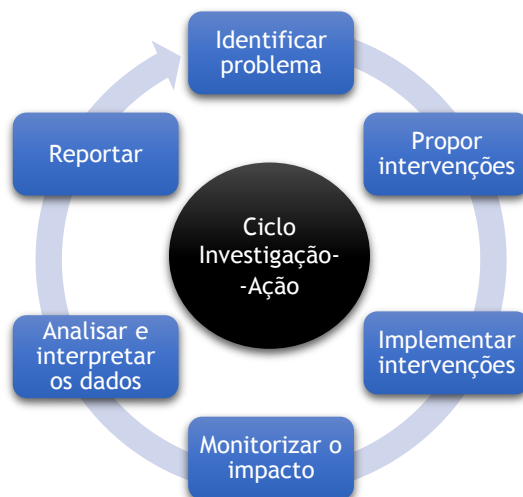 Identificar
problema
Propor
intervenções
Implementar
intervenções
Monitorizar o
impacto
Analisar e
interpretar
os dados
Reportar
Ciclo
Investigação-
-Ação